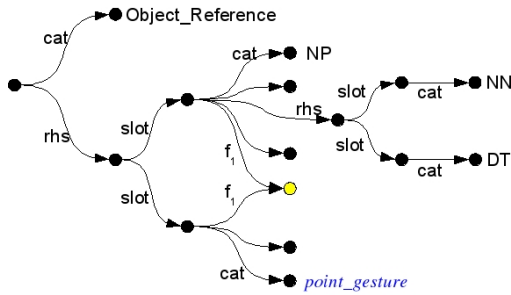 Object_Reference
cat
cat
NP
slot
cat
NN
rhs
rhs
slot
slot
f1
cat
DT
slot
f1
cat
point_gesture